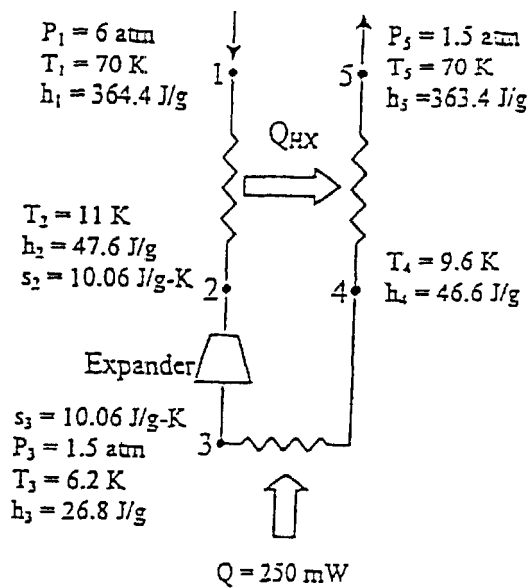 P₁ = 6 atm
T₁ = 70 K
h₁ = 364.4 J/g
1
5
P₅ = 1.5 atm
T₅ = 70 K
h₅ =363.4 J/g
Q_HX
T₂ = 11 K
h₂ = 47.6 J/g
s₂ = 10.06 J/g-K
2
4
T₄ = 9.6 K
h₄ = 46.6 J/g
Expander
s₃ = 10.06 J/g-K
P₃ = 1.5 atm
T₃ = 6.2 K
h₃ = 26.8 J/g
3
Q = 250 mW